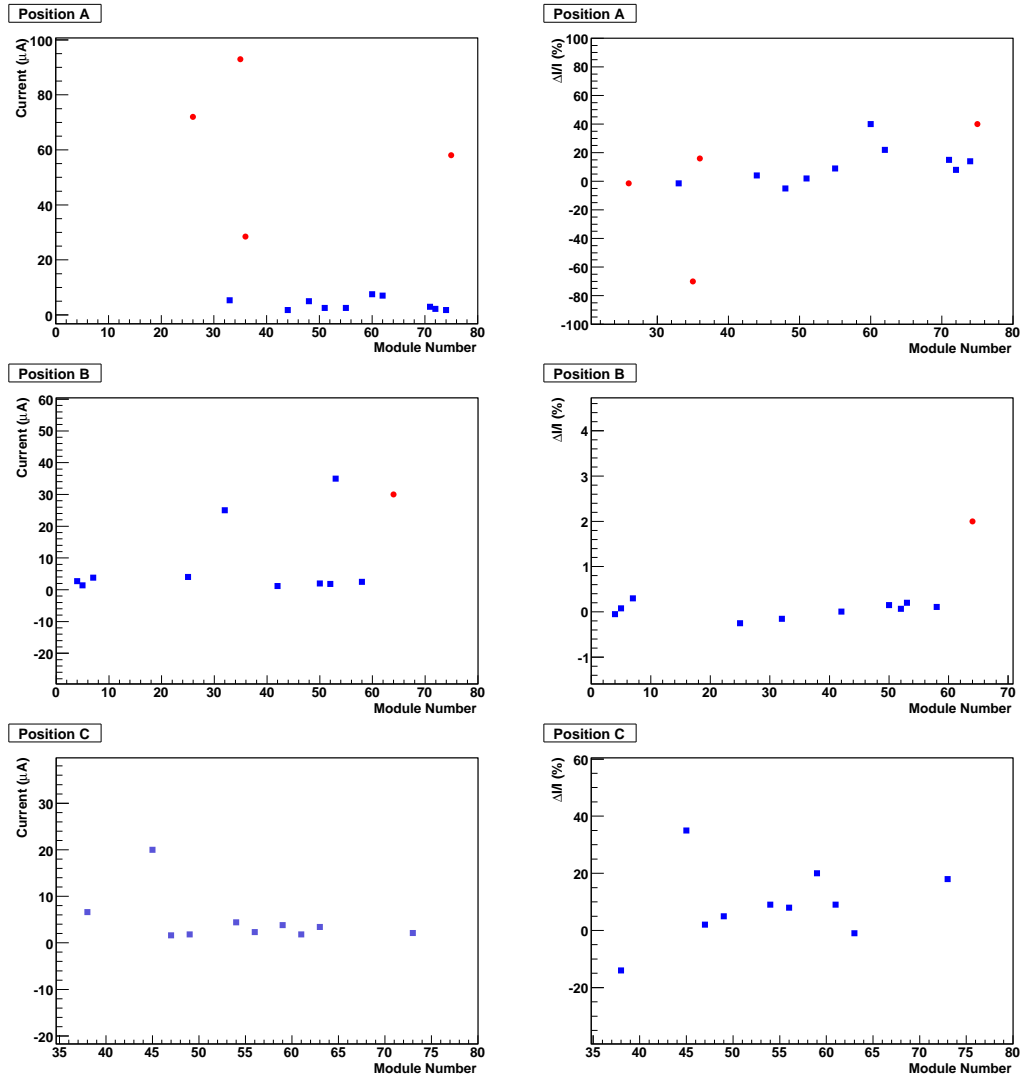 Position A
Current (μA)
100
80
60
40
20
0
0 10 20 30 40 50 60 70 80
Module Number
Position A
ΔI/I (%)
100
80
60
40
20
0
-20
-40
-60
-80
-100
30 40 50 60 70 80
Module Number
Position B
Current (μA)
60
50
40
30
20
10
0
-10
-20
0 10 20 30 40 50 60 70 80
Module Number
Position B
ΔI/I (%)
4
3
2
1
0
-1
0 10 20 30 40 50 60 70
Module Number
Position C
Current (μA)
30
20
10
0
-10
-20
35 40 45 50 55 60 65 70 75 80
Module Number
Position C
ΔI/I (%)
60
40
20
0
-20
35 40 45 50 55 60 65 70 75 80
Module Number